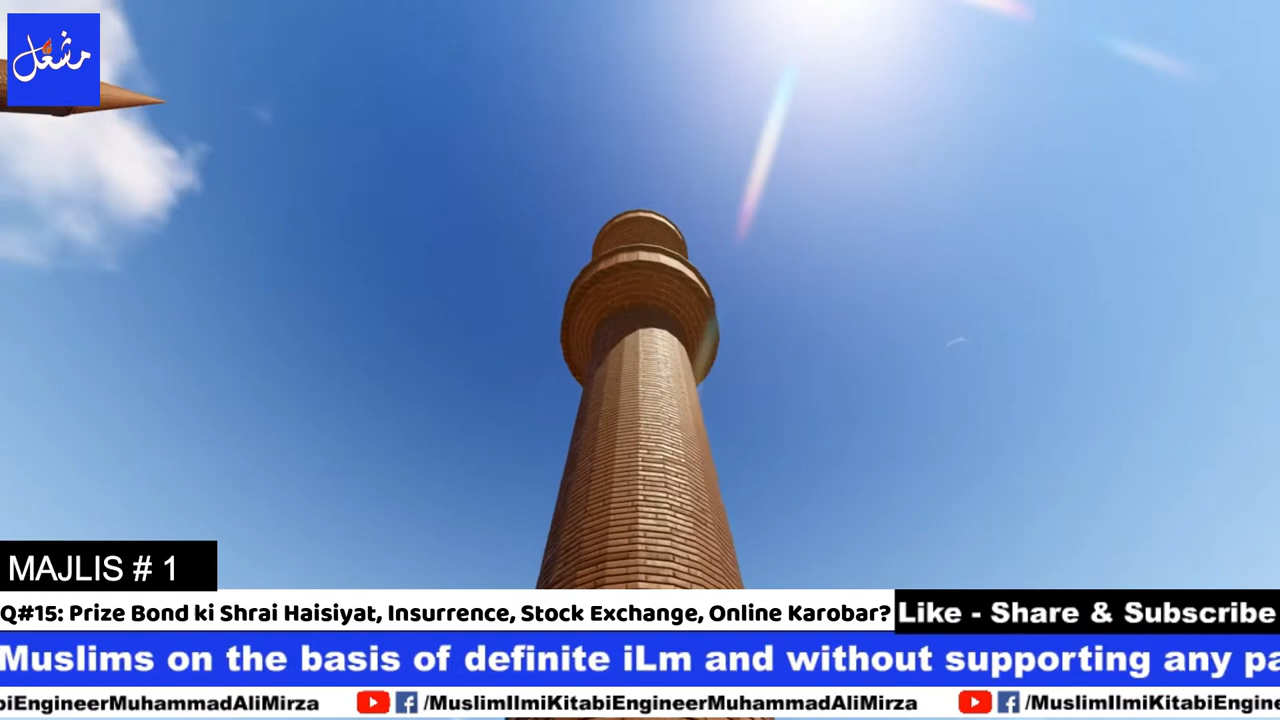 مشعل
MAJLIS # 1
Q#15: Prize Bond ki Shrai Haisiyat, Insurrence, Stock Exchange, Online Karobar?
Like - Share & Subscribe
Muslims on the basis of definite iLm and without supporting any pa
biEngineerMuhammadAliMirza /MuslimIlmiKitabiEngineerMuhammadAliMirza /MuslimIlmiKitabiEngine